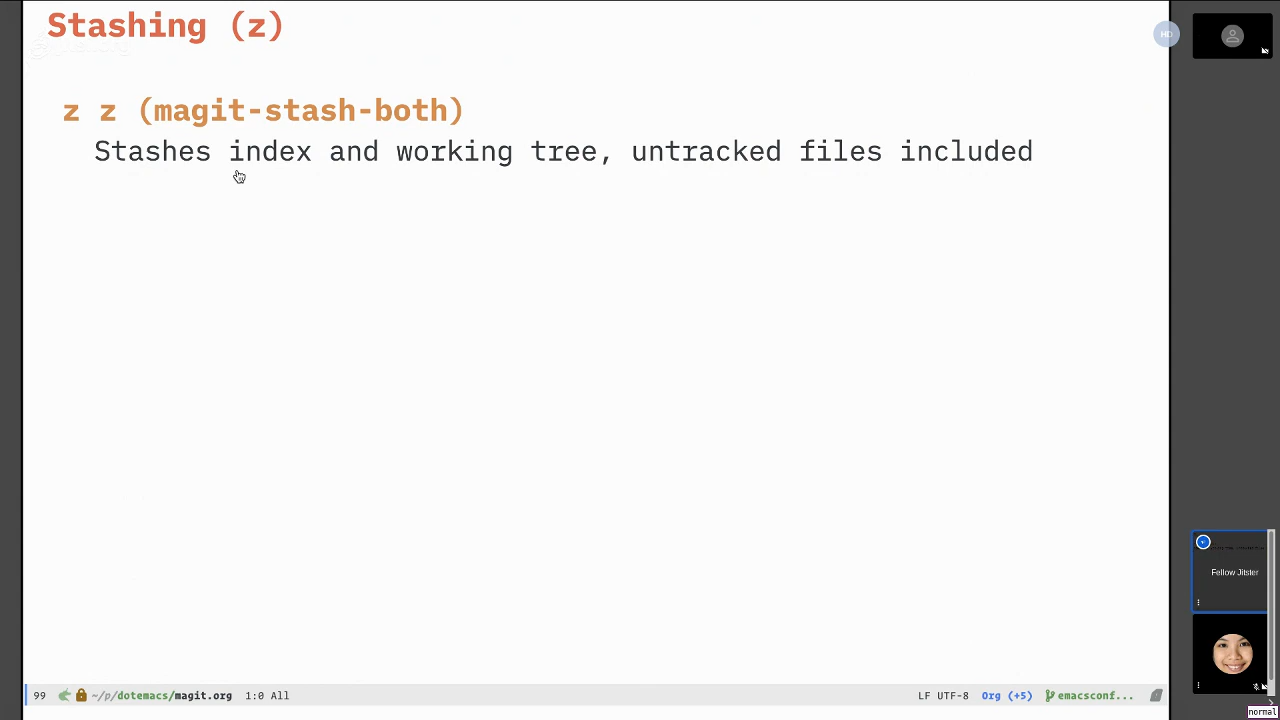 Stashing (z)
HD
z z (magit-stash-both)
Stashes index and working tree, untracked files included
Fellow Jitster
99 ~/p/dotemacs/magit.org 1:0 All LF UTF-8 Org (+5) emacsconf...
normal